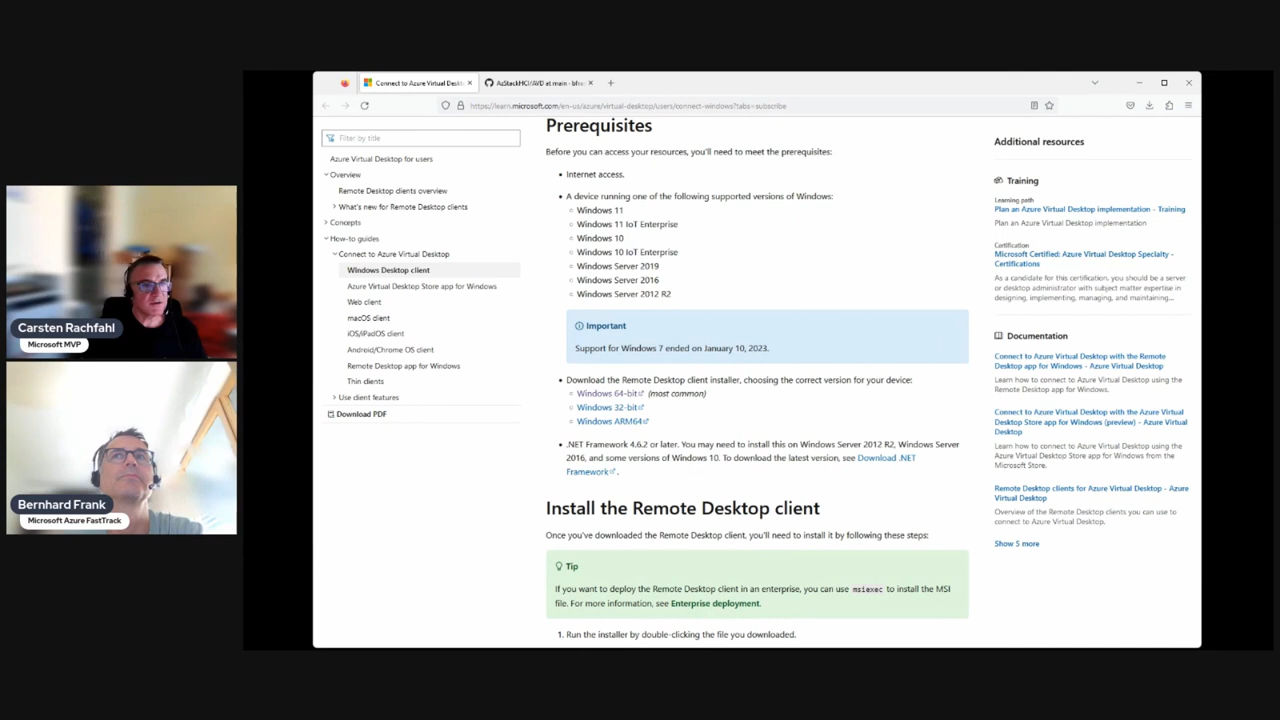 Connect to Azure Virtual Deskt
AzStackHCI/AVD at main · bfra
https://learn.microsoft.com/en-us/azure/virtual-desktop/users/connect-windows?tabs=subscribe
Filter by title
Azure Virtual Desktop for users
Overview
Remote Desktop clients overview
What's new for Remote Desktop clients
Concepts
How-to guides
Connect to Azure Virtual Desktop
Windows Desktop client
Azure Virtual Desktop Store app for Windows
Web client
macOS client
iOS/iPadOS client
Android/Chrome OS client
Remote Desktop app for Windows
Thin clients
Use client features
Download PDF
Prerequisites
Before you can access your resources, you'll need to meet the prerequisites:
• Internet access.
• A device running one of the following supported versions of Windows:
○ Windows 11
○ Windows 11 IoT Enterprise
○ Windows 10
○ Windows 10 IoT Enterprise
○ Windows Server 2019
○ Windows Server 2016
○ Windows Server 2012 R2
Important
Support for Windows 7 ended on January 10, 2023.
• Download the Remote Desktop client installer, choosing the correct version for your device:
○ Windows 64-bit (most common)
○ Windows 32-bit
○ Windows ARM64
• .NET Framework 4.6.2 or later. You may need to install this on Windows Server 2012 R2, Windows Server
2016, and some versions of Windows 10. To download the latest version, see Download .NET
Framework .
Install the Remote Desktop client
Once you've downloaded the Remote Desktop client, you'll need to install it by following these steps:
Tip
If you want to deploy the Remote Desktop client in an enterprise, you can use msiexec to install the MSI
file. For more information, see Enterprise deployment.
1. Run the installer by double-clicking the file you downloaded.
Additional resources
Training
Learning path
Plan an Azure Virtual Desktop implementation - Training
Plan an Azure Virtual Desktop implementation
Certification
Microsoft Certified: Azure Virtual Desktop Specialty -
Certifications
As a candidate for this certification, you should be a server
or desktop administrator with subject matter expertise in
designing, implementing, managing, and maintaining...
Documentation
Connect to Azure Virtual Desktop with the Remote
Desktop app for Windows - Azure Virtual Desktop
Learn how to connect to Azure Virtual Desktop using the
Remote Desktop app for Windows.
Connect to Azure Virtual Desktop with the Azure
Virtual Desktop Store app for Windows (preview) - Azure Virtual
Desktop
Learn how to connect to Azure Virtual Desktop using the
Azure Virtual Desktop Store app for Windows from the
Microsoft Store.
Remote Desktop clients for Azure Virtual Desktop - Azure
Virtual Desktop
Overview of the Remote Desktop clients you can use to
connect to Azure Virtual Desktop.
Show 5 more
Carsten Rachfahl
Microsoft MVP
Bernhard Frank
Microsoft Azure FastTrack